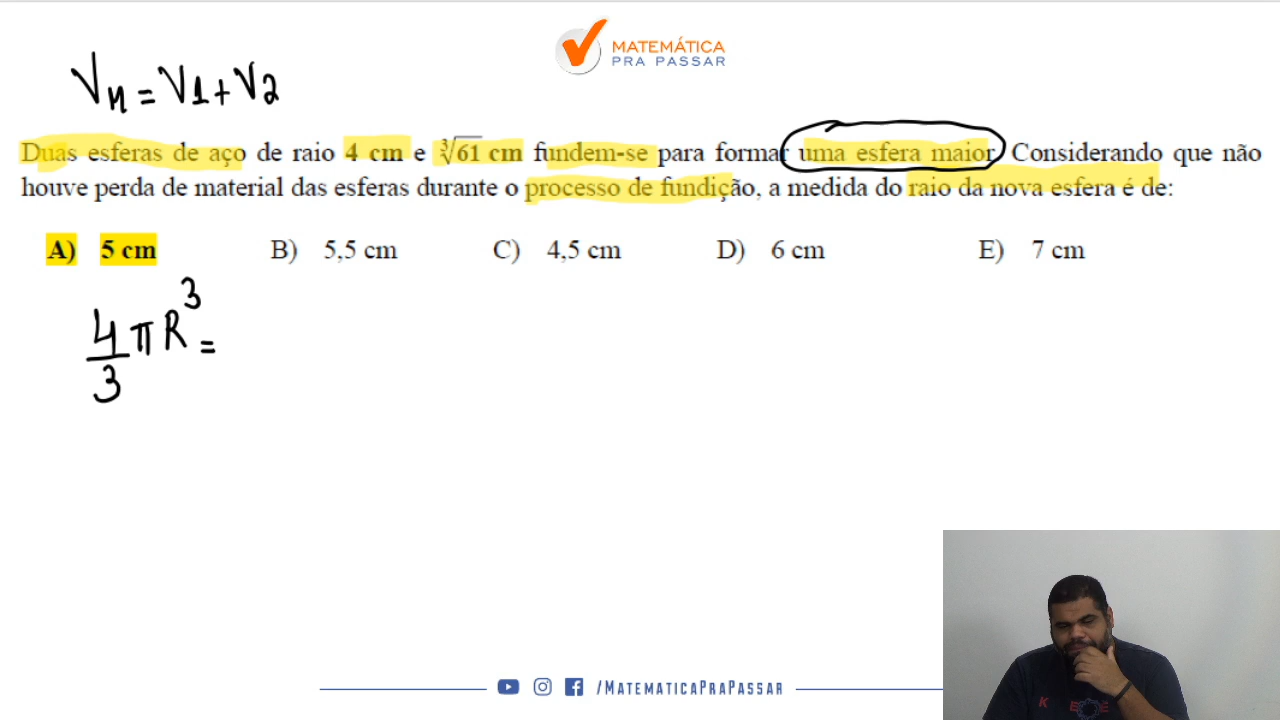 MATEMÁTICA
PRA PASSAR
Vn = V1 + V2
Duas esferas de aço de raio 4 cm e ∛61 cm fundem-se para formar uma esfera maior. Considerando que não
houve perda de material das esferas durante o processo de fundição, a medida do raio da nova esfera é de:
A) 5 cm B) 5,5 cm C) 4,5 cm D) 6 cm E) 7 cm
4/3 πR³ =
/MATEMATICAPRAPASSAR